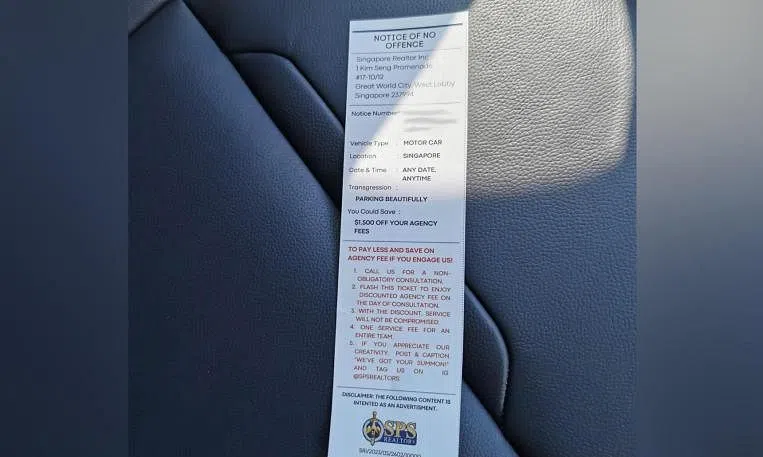 NOTICE OF NO
OFFENCE
Singapore Realtor Inc
1 Kim Seng Promenade
#17-10/12
Great World City, West Lobby
Singapore 237994
Notice Number
Vehicle Type : MOTOR CAR
Location : SINGAPORE
Date & Time : ANY DATE,
ANYTIME
Transgression :
PARKING BEAUTIFULLY
You Could Save :
$1,500 OFF YOUR AGENCY
FEES
TO PAY LESS AND SAVE ON
AGENCY FEE IF YOU ENGAGE US!
1. CALL US FOR A NON-
OBLIGATORY CONSULTATION.
2. FLASH THIS TICKET TO ENJOY
DISCOUNTED AGENCY FEE ON
THE DAY OF CONSULTATION.
3. WITH THE DISCOUNT, SERVICE
WILL NOT BE COMPROMISED.
4. ONE SERVICE FEE FOR AN
ENTIRE TEAM.
5. IF YOU APPRECIATE OUR
CREATIVITY, POST & CAPTION
"WE'VE GOT YOUR SUMMON!"
AND TAG US ON IG
@SPSREALTORS.
DISCLAIMER: THE FOLLOWING CONTENT IS
INTENTED AS AN ADVERTISMENT.
SPS
REALTORS